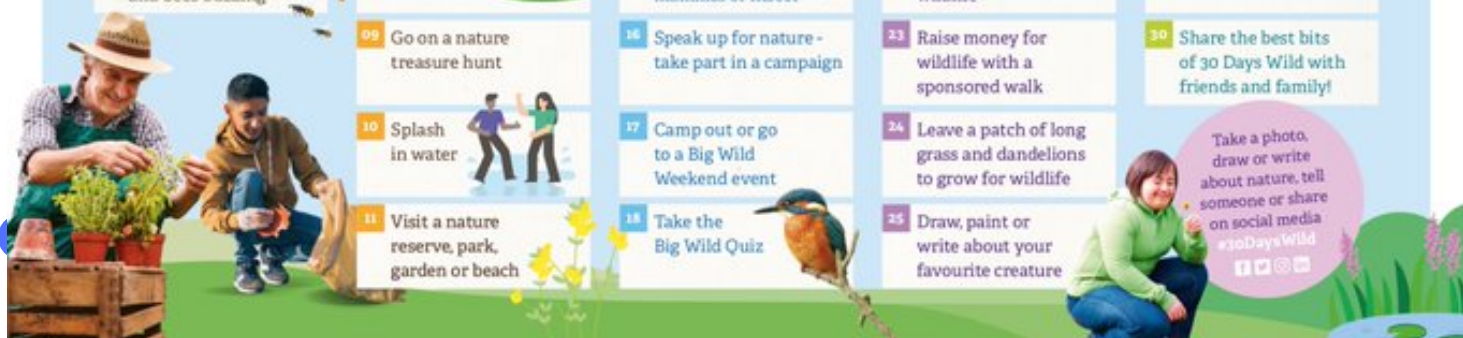 09
Go on a nature
treasure hunt
10
Splash
in water
11
Visit a nature
reserve, park,
garden or beach
16
Speak up for nature -
take part in a campaign
17
Camp out or go
to a Big Wild
Weekend event
18
Take the
Big Wild Quiz
23
Raise money for
wildlife with a
sponsored walk
24
Leave a patch of long
grass and dandelions
to grow for wildlife
25
Draw, paint or
write about your
favourite creature
30
Share the best bits
of 30 Days Wild with
friends and family!
Take a photo,
draw or write
about nature, tell
someone or share
on social media
#30DaysWild